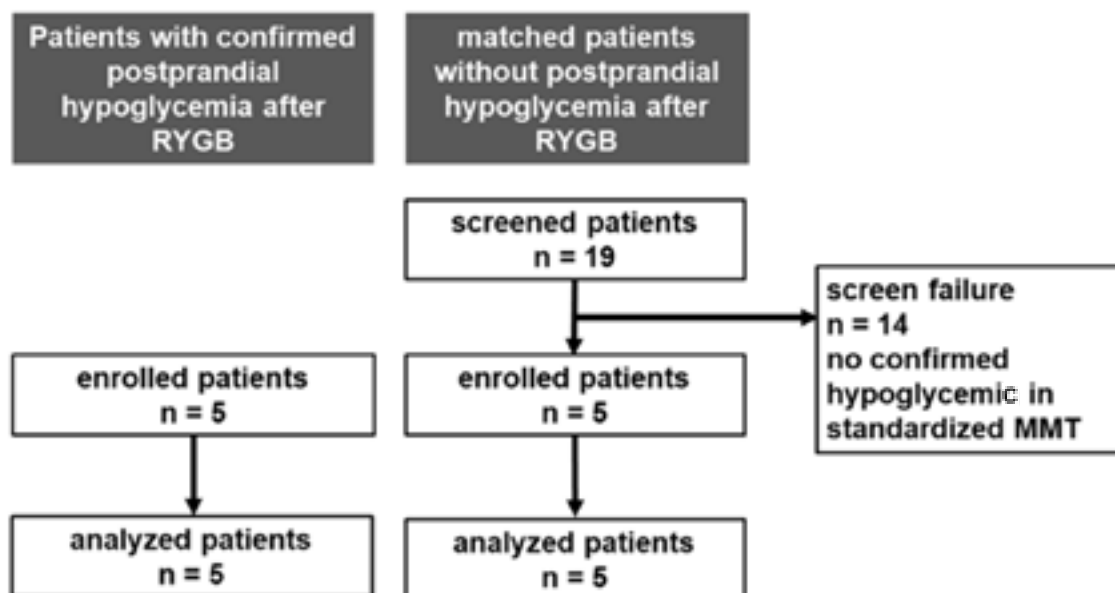 Patients with confirmed
postprandial
hypoglycemia after
RYGB
matched patients
without postprandial
hypoglycemia after
RYGB
screened patients
n = 19
screen failure
n = 14
no confirmed
hypoglycemic in
standardized MMT
enrolled patients
n = 5
enrolled patients
n = 5
analyzed patients
n = 5
analyzed patients
n = 5